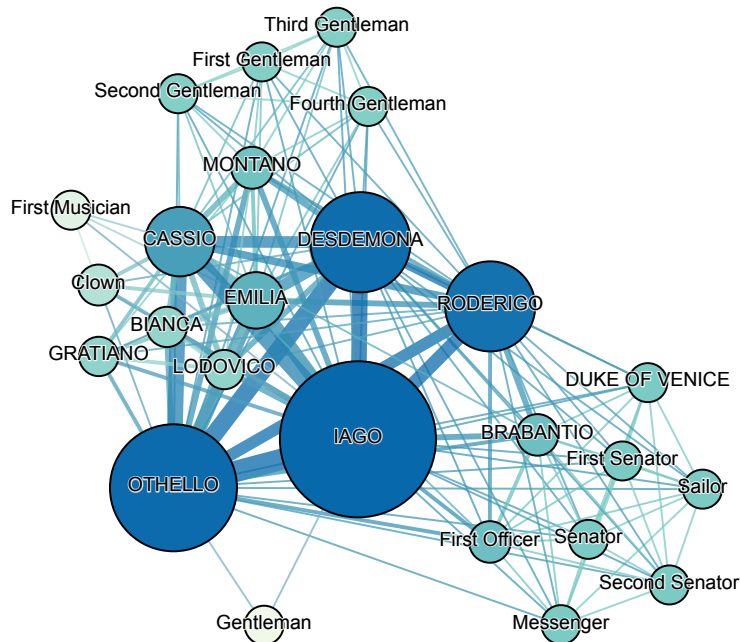 Third Gentleman
First Gentleman
Second Gentleman
Fourth Gentleman
MONTANO
First Musician
CASSIO
DESDEMONA
Clown
EMILIA
RODERIGO
BIANCA
GRATIANO
LODOVICO
DUKE OF VENICE
IAGO
BRABANTIO
First Senator
OTHELLO
Sailor
First Officer
Senator
Second Senator
Gentleman
Messenger